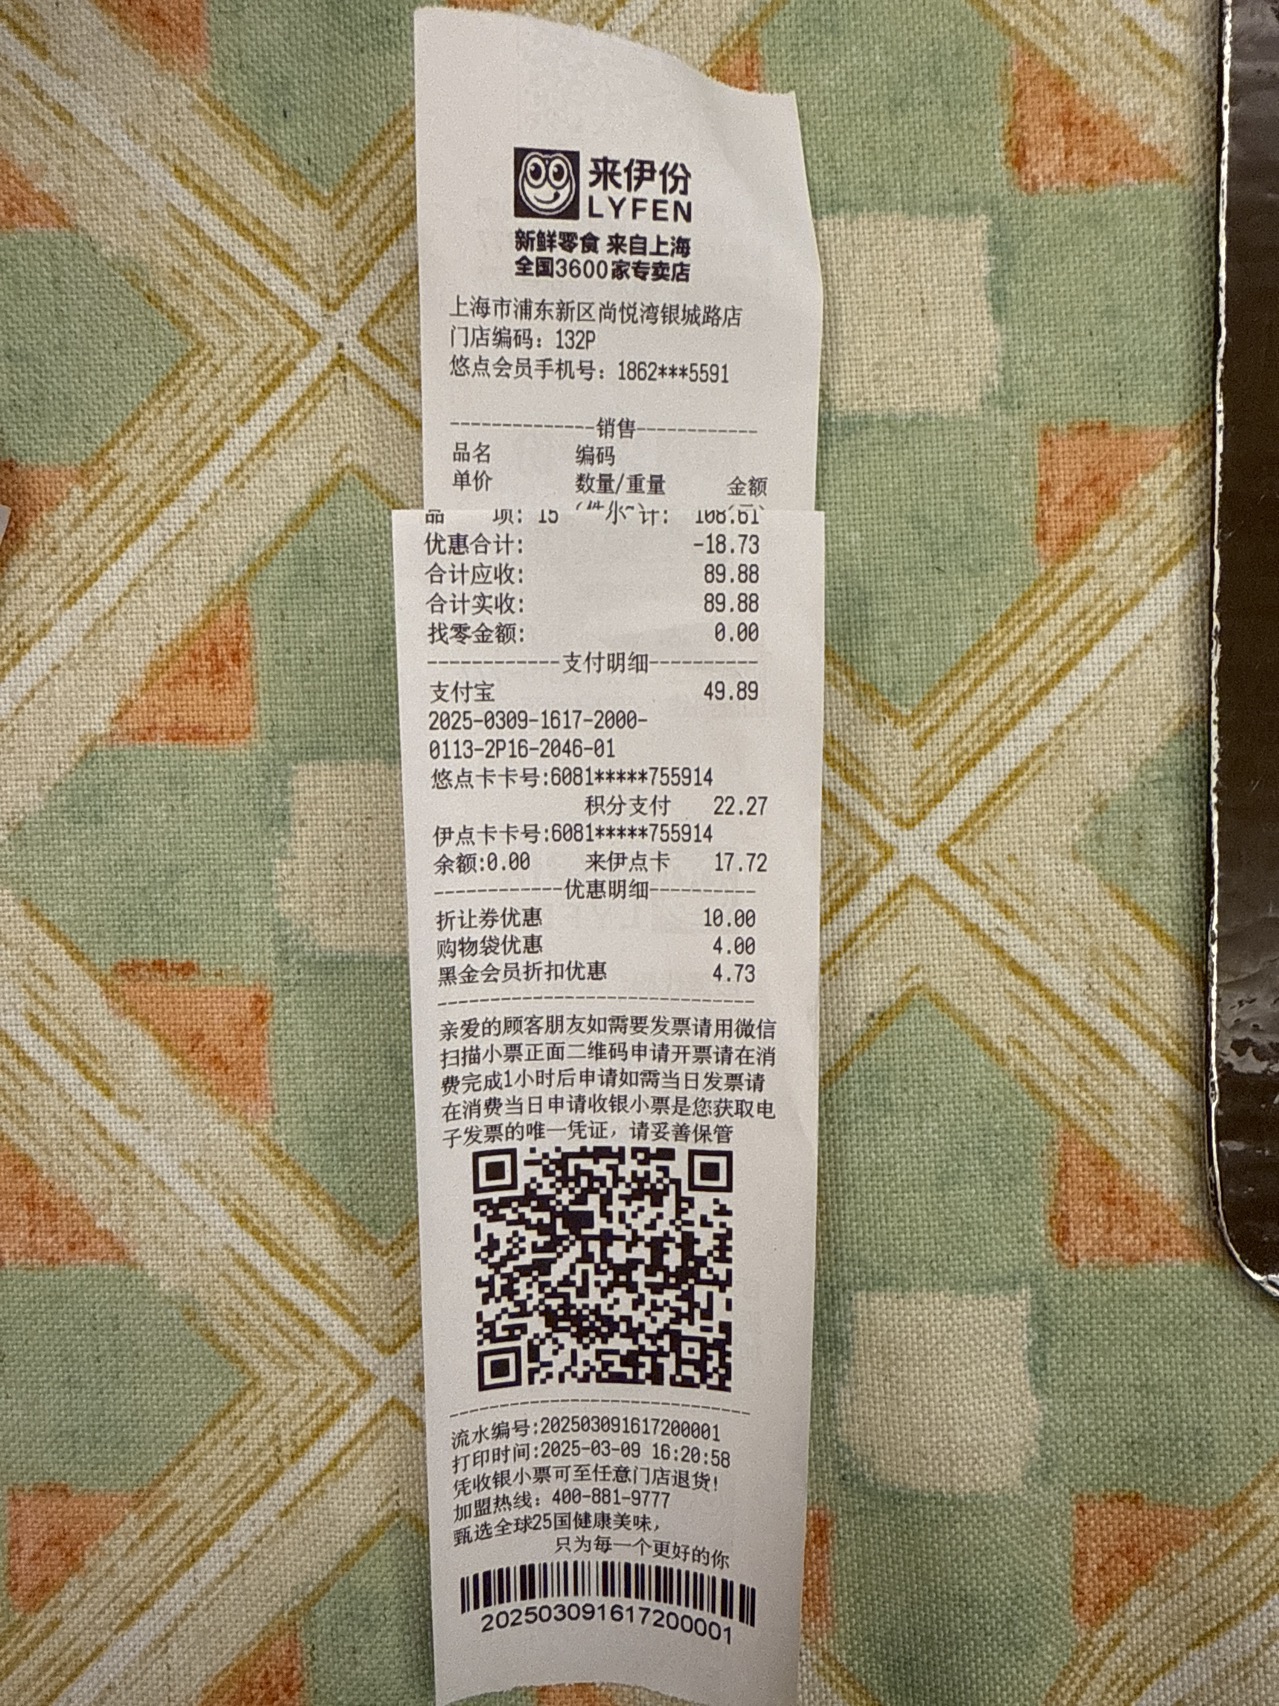 来伊份
LYFEN
新鲜零食 来自上海
全国3600家专卖店
上海市浦东新区尚悦湾银城路店
门店编码：132P
悠点会员手机号：1862***5591
-------------销售-------------
品名 编码
单价 数量/重量 金额
品 项: 15 小 计: 108.61
优惠合计: -18.73
合计应收: 89.88
合计实收: 89.88
找零金额: 0.00
------------支付明细----------
支付宝 49.89
2025-0309-1617-2000-
0113-2P16-2046-01
悠点卡卡号:6081*****755914
积分支付 22.27
伊点卡卡号:6081*****755914
余额:0.00 来伊点卡 17.72
------------优惠明细----------
折让券优惠 10.00
购物袋优惠 4.00
黑金会员折扣优惠 4.73
------------------------------
亲爱的顾客朋友如需要发票请用微信
扫描小票正面二维码申请开票请在消
费完成1小时后申请如需当日发票请
在消费当日申请收银小票是您获取电
子发票的唯一凭证，请妥善保管
------------------------------
流水编号:202503091617200001
打印时间:2025-03-09 16:20:58
凭收银小票可至任意门店退货!
加盟热线：400-881-9777
甄选全球25国健康美味，
只为每一个更好的你
202503091617200001